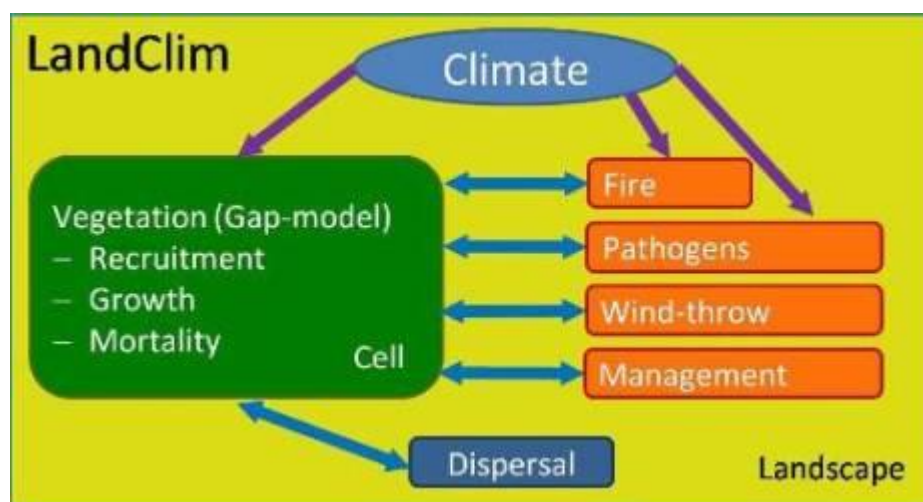 LandClim
Climate
Vegetation (Gap-model)
– Recruitment
– Growth
– Mortality
Cell
Fire
Pathogens
Wind-throw
Management
Dispersal
Landscape